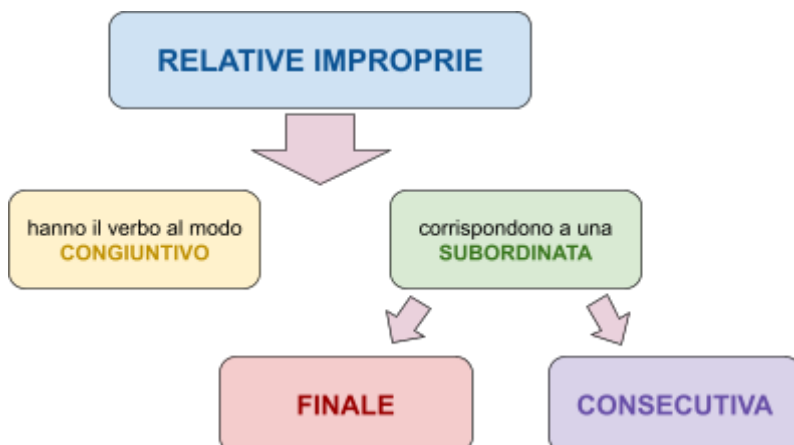 RELATIVE IMPROPRIE
hanno il verbo al modo
CONGIUNTIVO
corrispondono a una
SUBORDINATA
FINALE
CONSECUTIVA